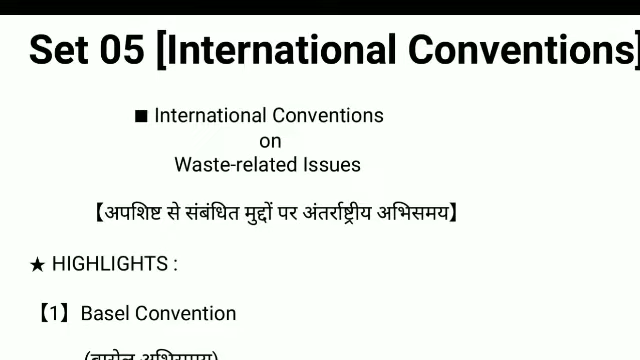 Set 05 [International Conventions]
■ International Conventions
on
Waste-related Issues
【अपशिष्ट से संबंधित मुद्दों पर अंतर्राष्ट्रीय अभिसमय】
★ HIGHLIGHTS :
【1】 Basel Convention